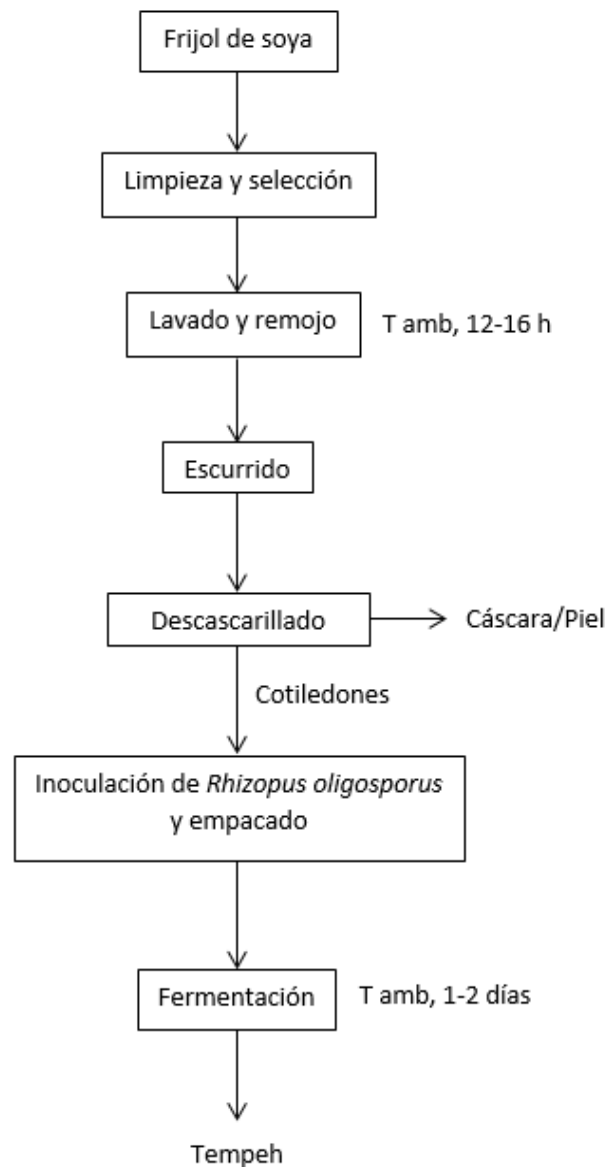 Frijol de soya
Limpieza y selección
Lavado y remojo
T amb, 12-16 h
Escurrido
Descascarillado
Cáscara/Piel
Cotiledones
Inoculación de Rhizopus oligosporus
y empacado
Fermentación
T amb, 1-2 días
Tempeh